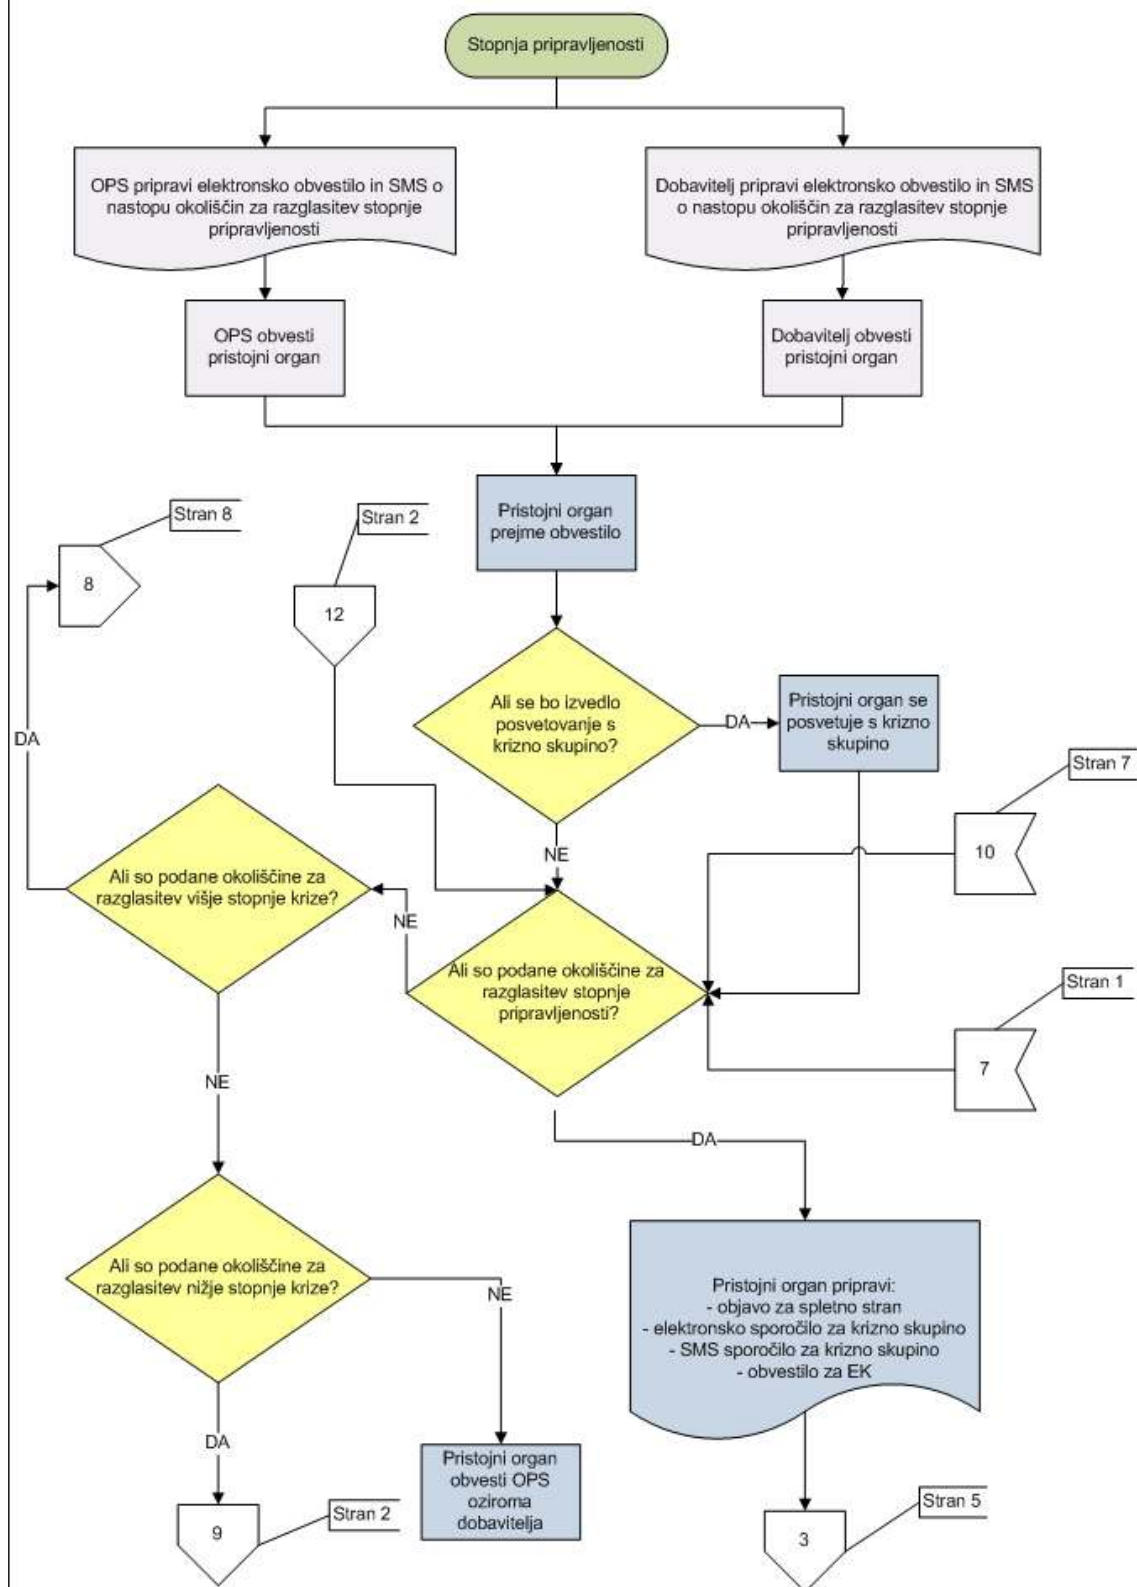 Stopnja pripravljenosti
OPS pripravi elektronsko obvestilo in SMS o
nastopu okoliščin za razglasitev stopnje
pripravljenosti
Dobavitelj pripravi elektronsko obvestilo in SMS
o nastopu okoliščin za razglasitev stopnje
pripravljenosti
OPS obvesti
pristojni organ
Dobavitelj obvesti
pristojni organ
Pristojni organ
prejme obvestilo
Stran 8
8
Stran 2
12
Ali se bo izvedlo
posvetovanje s
krizno skupino?
DA
Pristojni organ se
posvetuje s krizno
skupino
DA
Stran 7
10
NE
Ali so podane okoliščine za
razglasitev višje stopnje krize?
NE
Ali so podane okoliščine za
razglasitev stopnje
pripravljenosti?
Stran 1
7
NE
DA
Ali so podane okoliščine za
razglasitev nižje stopnje krize?
NE
Pristojni organ pripravi:
- objavo za spletno stran
- elektronsko sporočilo za krizno skupino
- SMS sporočilo za krizno skupino
- obvestilo za EK
DA
Pristojni organ
obvesti OPS
oziroma
dobavitelja
Stran 2
9
Stran 5
3